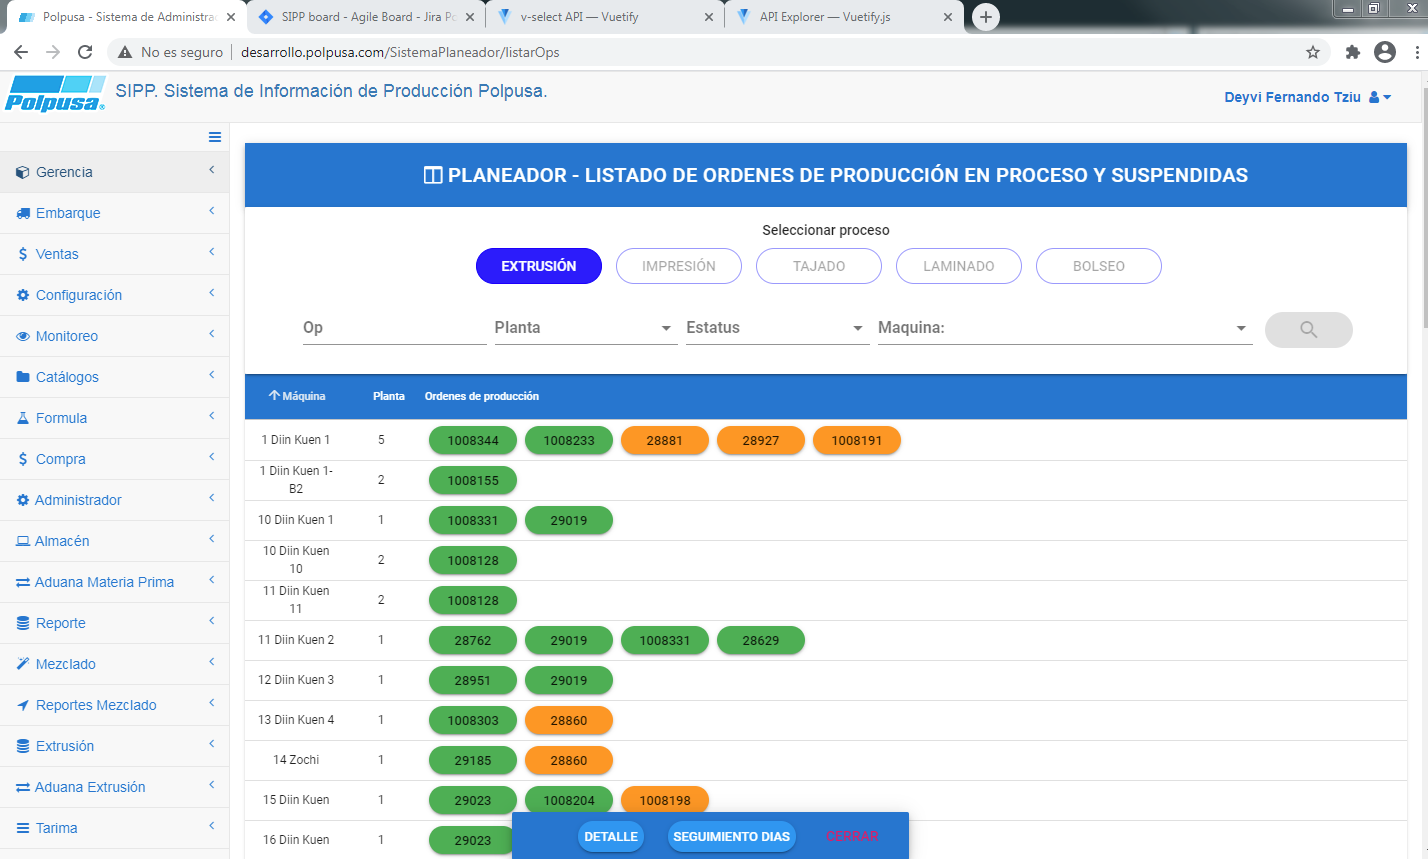 Polpusa - Sistema de Administrac
SIPP board - Agile Board - Jira Po
v-select API — Vuetify
API Explorer — Vuetify.js
No es seguro
desarrollo.polpusa.com/SistemaPlaneador/listarOps
Polpusa
SIPP. Sistema de Información de Producción Polpusa.
Deyvi Fernando Tziu
Gerencia
Embarque
Ventas
Configuración
Monitoreo
Catálogos
Formula
Compra
Administrador
Almacén
Aduana Materia Prima
Reporte
Mezclado
Reportes Mezclado
Extrusión
Aduana Extrusión
Tarima
PLANEADOR - LISTADO DE ORDENES DE PRODUCCIÓN EN PROCESO Y SUSPENDIDAS
Seleccionar proceso
EXTRUSIÓN IMPRESIÓN TAJADO LAMINADO BOLSEO
Op Planta Estatus Maquina:
Máquina Planta Ordenes de producción
1 Diin Kuen 1 5 1008344 1008233 28881 28927 1008191
1 Diin Kuen 1-
B2 2 1008155
10 Diin Kuen 1 1 1008331 29019
10 Diin Kuen
10 2 1008128
11 Diin Kuen
11 2 1008128
11 Diin Kuen 2 1 28762 29019 1008331 28629
12 Diin Kuen 3 1 28951 29019
13 Diin Kuen 4 1 1008303 28860
14 Zochi 1 29185 28860
15 Diin Kuen 1 29023 1008204 1008198
16 Diin Kuen 1 29023
DETALLE SEGUIMIENTO DIAS CERRAR